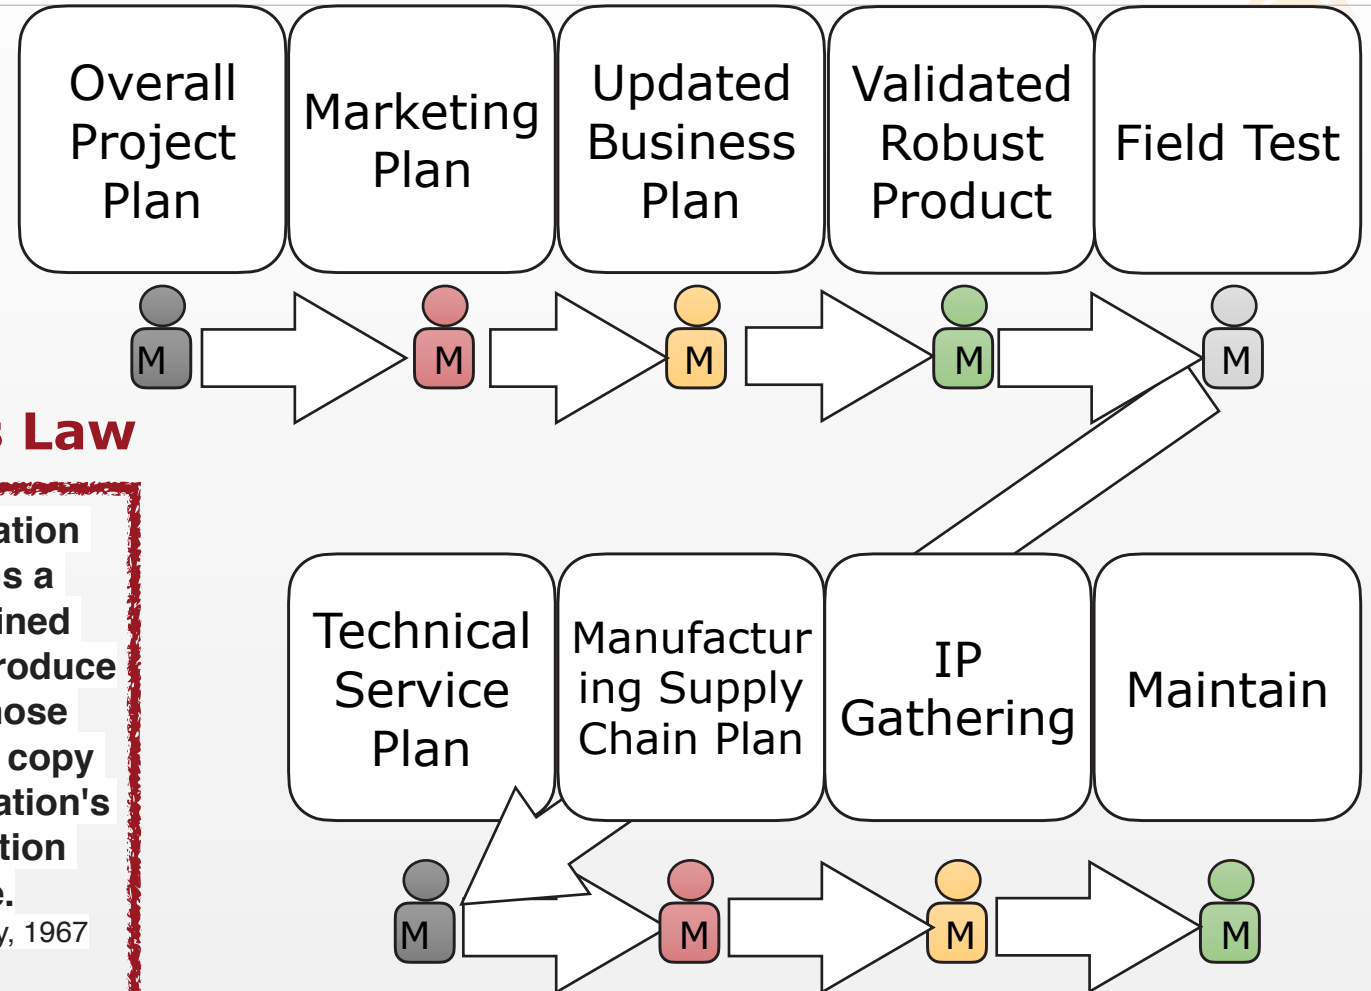 Overall
Project
Plan
Marketing
Plan
Updated
Business
Plan
Validated
Robust
Product
Field Test
M
M
M
M
M
s Law
ation
s a
ined
roduce
hose
copy
ation's
tion
e.
y, 1967
Technical
Service
Plan
Manufactur
ing Supply
Chain Plan
IP
Gathering
Maintain
M
M
M
M